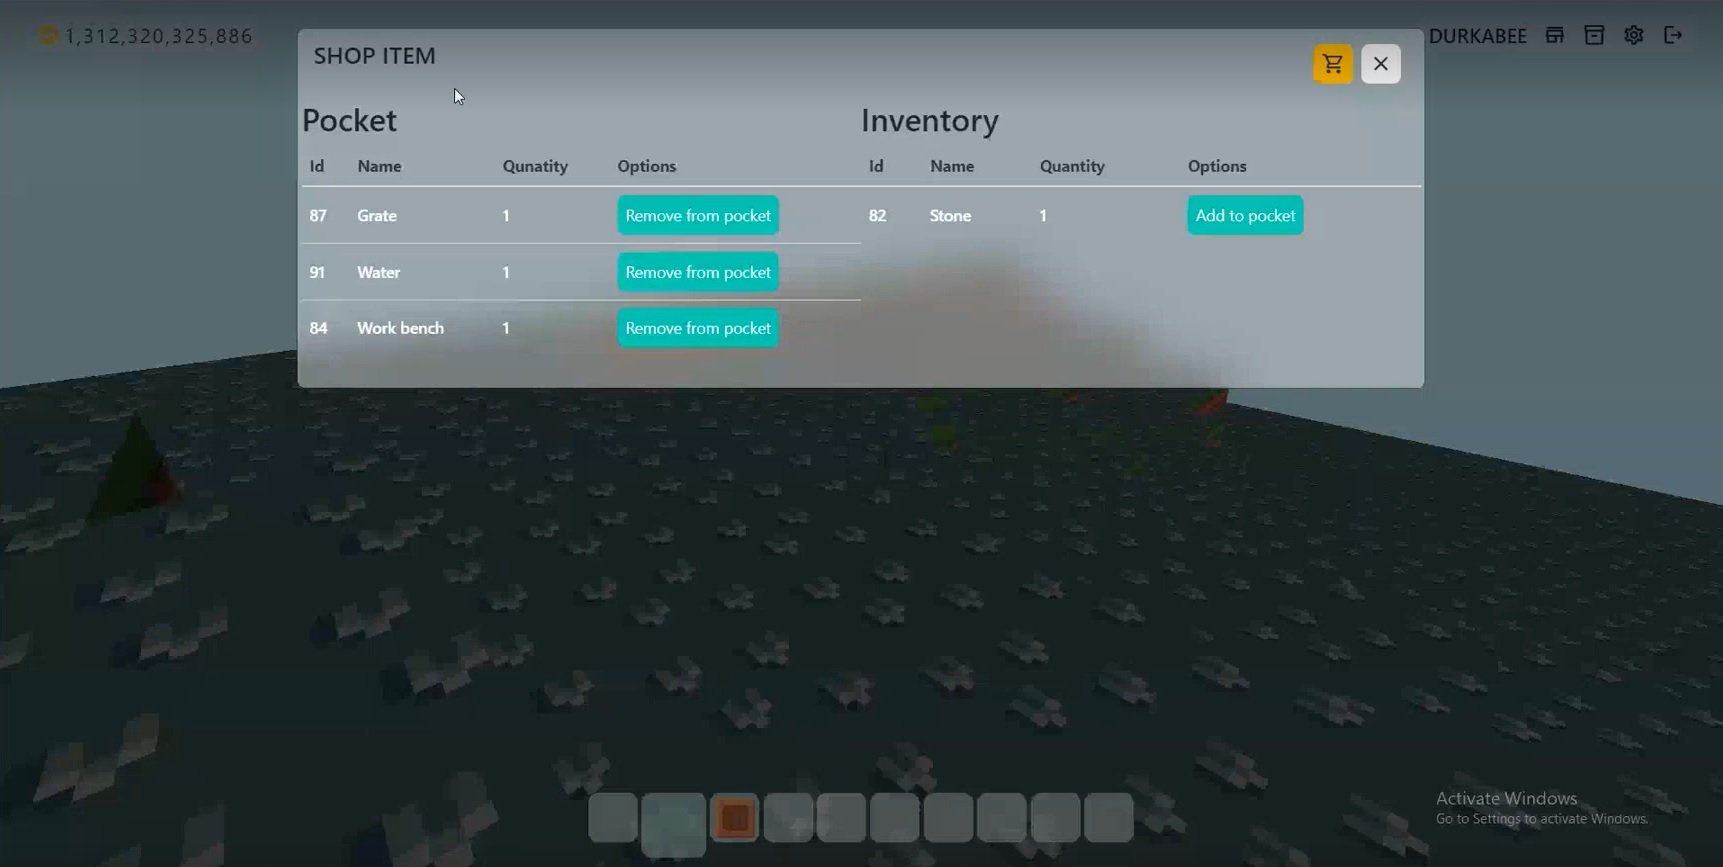 1,312,320,325,886
DURKABEE
SHOP ITEM
Pocket
Id Name Qunatity Options
87 Grate 1 Remove from pocket
91 Water 1 Remove from pocket
84 Work bench 1 Remove from pocket
Inventory
Id Name Quantity Options
82 Stone 1 Add to pocket
Activate Windows
Go to Settings to activate Windows.